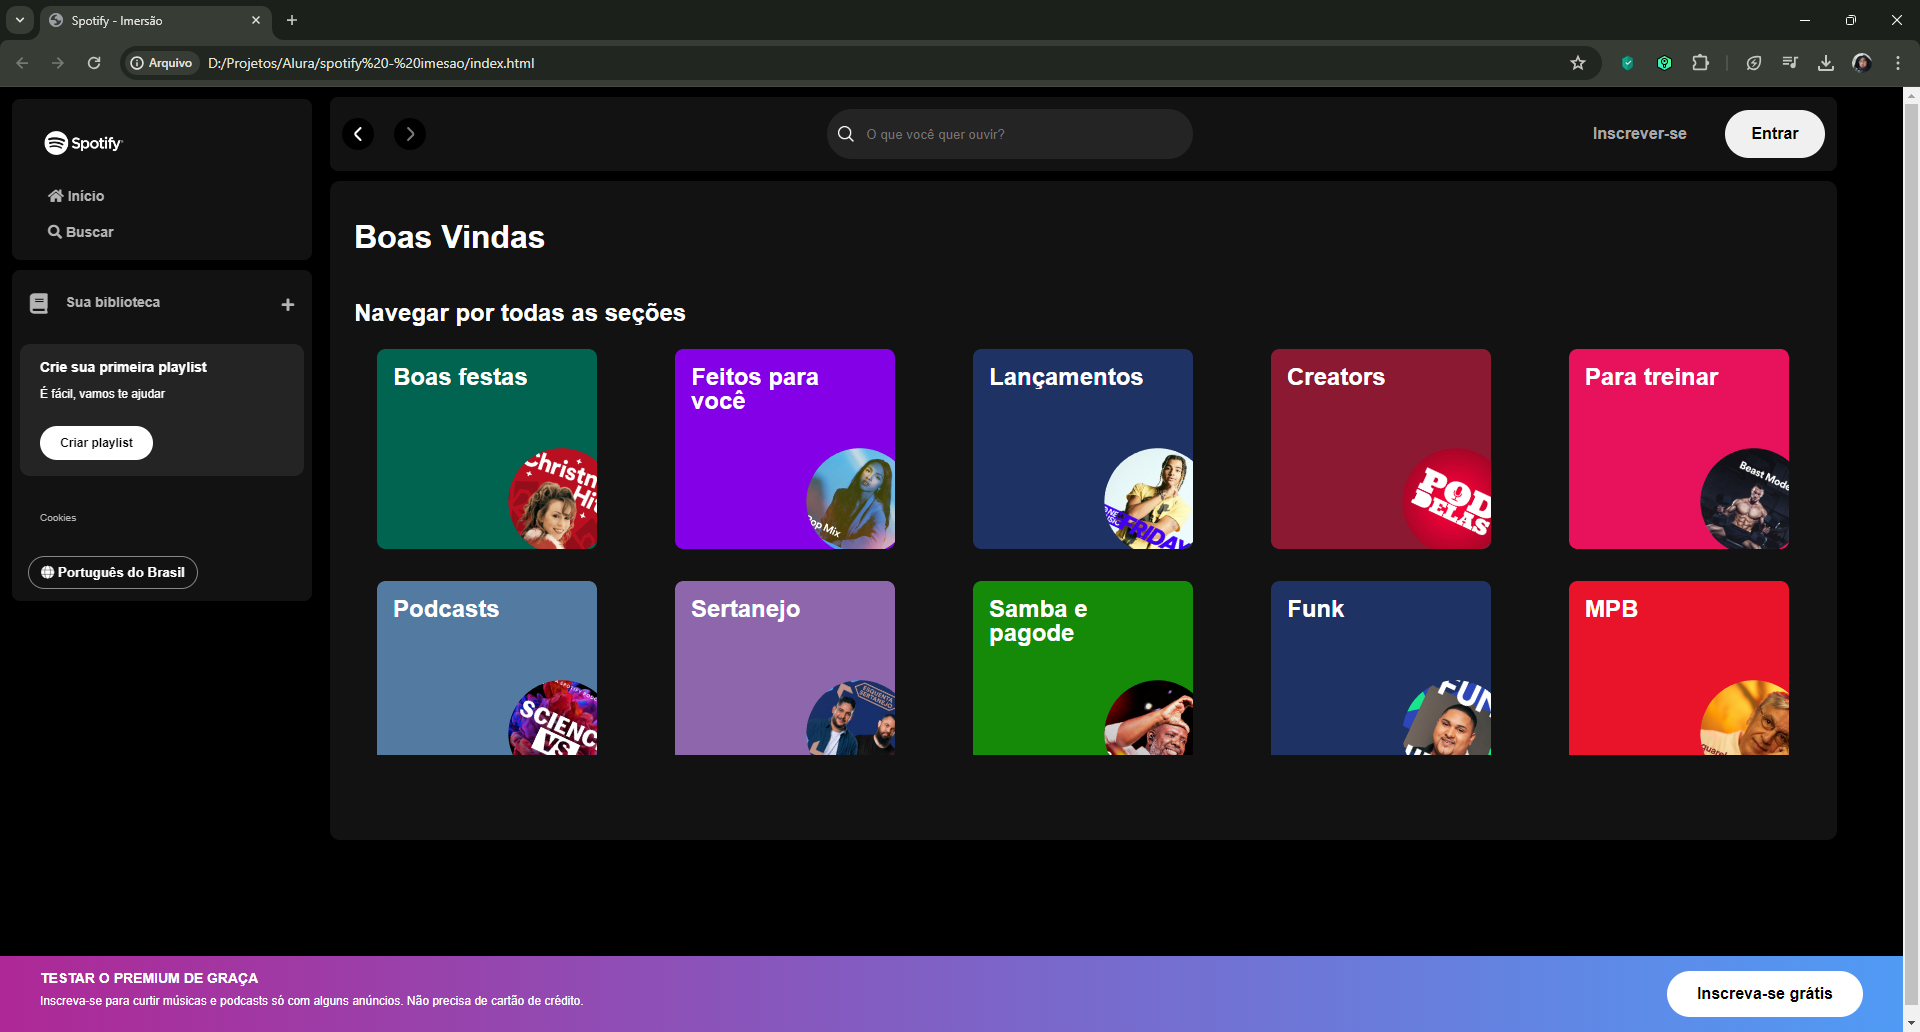 Spotify - Imersão
Arquivo
D:/Projetos/Alura/spotify%20-%20imesao/index.html
Spotify
Início
Buscar
Sua biblioteca
Crie sua primeira playlist
É fácil, vamos te ajudar
Criar playlist
Cookies
Português do Brasil
O que você quer ouvir?
Inscrever-se
Entrar
Boas Vindas
Navegar por todas as seções
Boas festas
Christm
Hit
Feitos para
você
Pop Mix
Lançamentos
FRIDAY
Creators
POD
DELAS
Para treinar
Beast Mode
Podcasts
SCIENC
VS
Sertanejo
ESQUENTA
SERTANEJO
Samba e
pagode
Funk
FUN
MPB
TESTAR O PREMIUM DE GRAÇA
Inscreva-se para curtir músicas e podcasts só com alguns anúncios. Não precisa de cartão de crédito.
Inscreva-se grátis